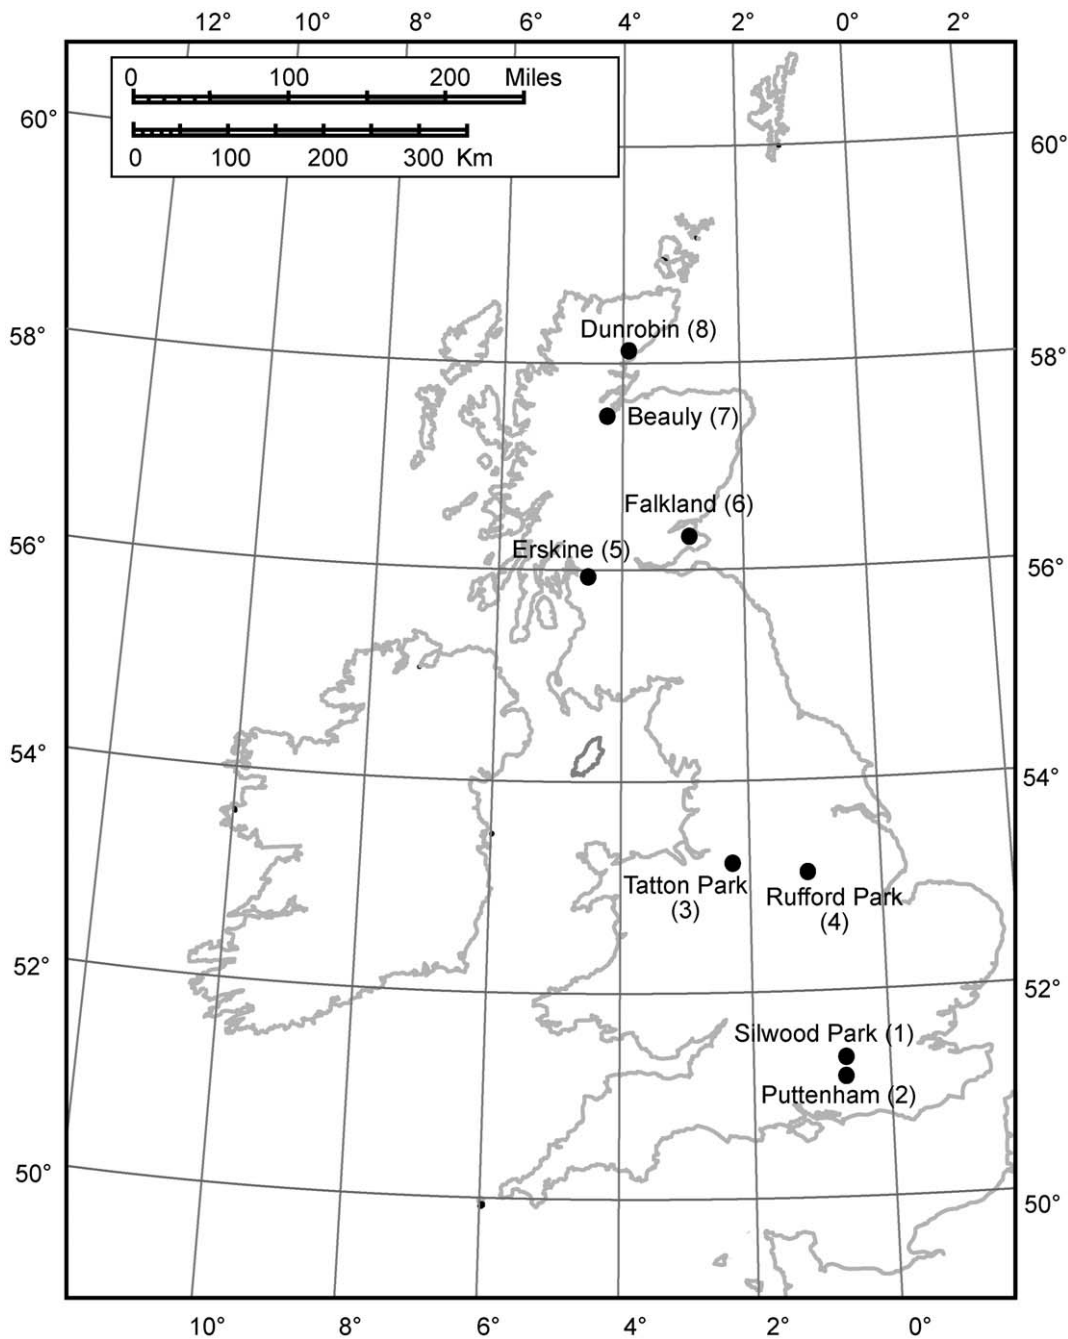 12° 10° 8° 6° 4° 2° 0° 2°
0 100 200 Miles
0 100 200 300 Km
60° 60°
Dunrobin (8)
58° 58°
Beauly (7)
Falkland (6)
56° Erskine (5) 56°
54° 54°
Tatton Park
(3)
Rufford Park
(4)
52° 52°
Silwood Park (1)
Puttenham (2)
50° 50°
10° 8° 6° 4° 2° 0°